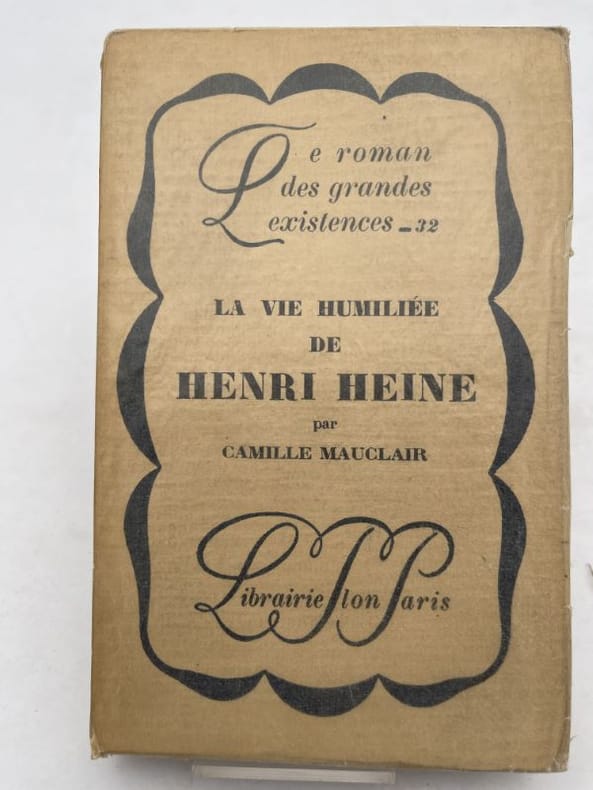 Le roman
des grandes
existences - 32
LA VIE HUMILIÉE
DE
HENRI HEINE
par
CAMILLE MAUCLAIR
Librairie Plon Paris